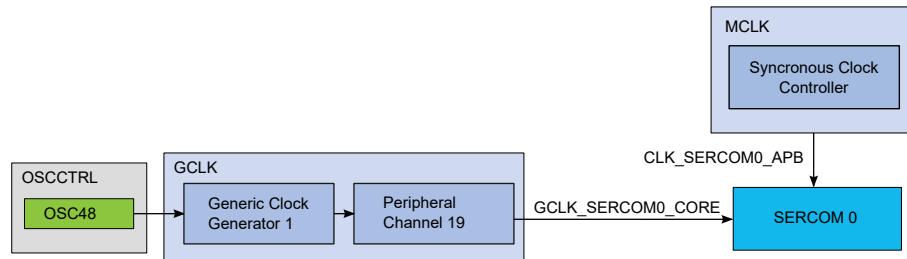 MCLK
Syncronous Clock
Controller
CLK_SERCOM0_APB
GCLK
OSCCTRL
OSC48
Generic Clock
Generator 1
Peripheral
Channel 19
GCLK_SERCOM0_CORE
SERCOM 0